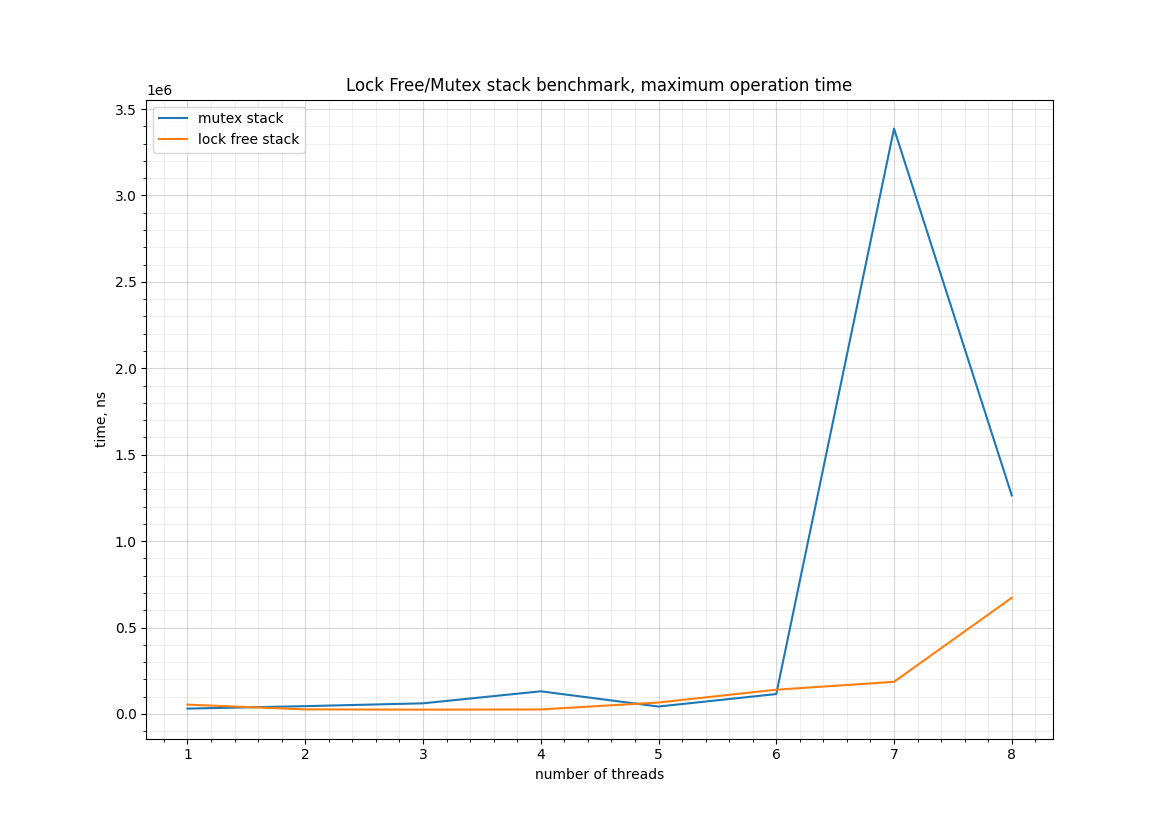 Lock Free/Mutex stack benchmark, maximum operation time
1e6
mutex stack
lock free stack
3.5
3.0
2.5
2.0
1.5
1.0
0.5
0.0
time, ns
1 2 3 4 5 6 7 8
number of threads